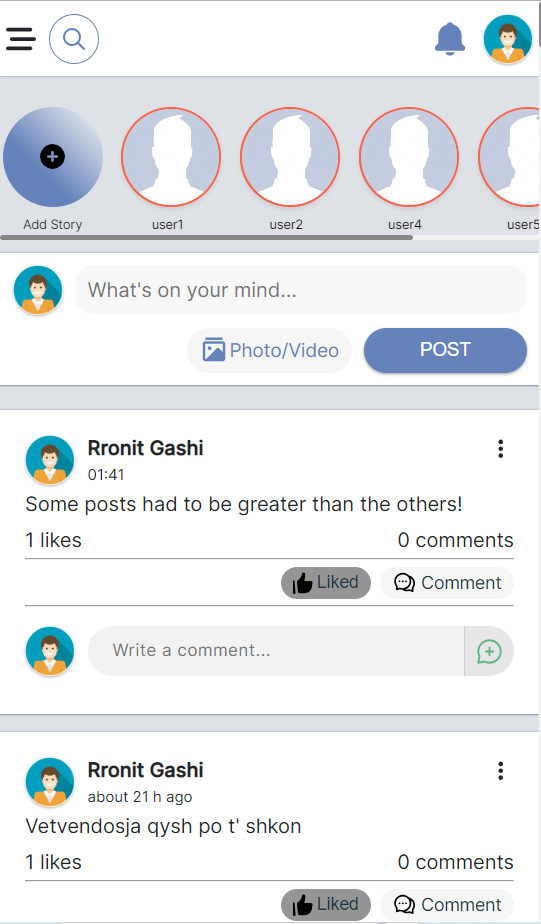 Add Story user1 user2 user4 user5
What's on your mind...
Photo/Video POST
Rronit Gashi
01:41
Some posts had to be greater than the others!
1 likes 0 comments
Liked Comment
Write a comment...
Rronit Gashi
about 21 h ago
Vetvendosja qysh po t' shkon
1 likes 0 comments
Liked Comment